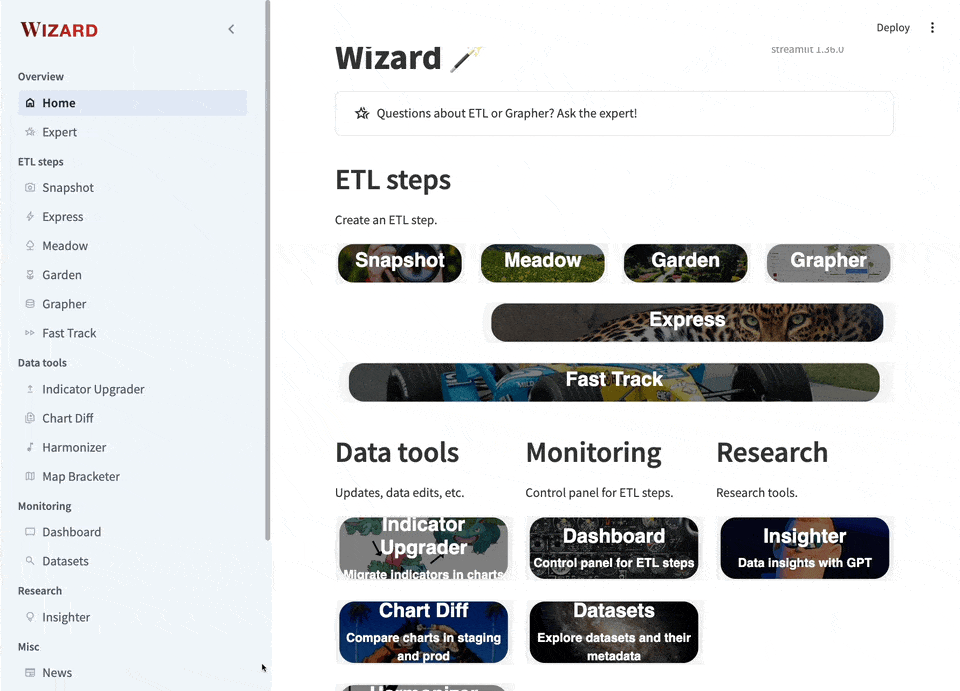 WIZARD
Overview
Home
Expert
ETL steps
Snapshot
Express
Meadow
Garden
Grapher
Fast Track
Data tools
Indicator Upgrader
Chart Diff
Harmonizer
Map Bracketer
Monitoring
Dashboard
Datasets
Research
Insighter
Misc
News
Deploy
Wizard
streamlit 1.36.0
Questions about ETL or Grapher? Ask the expert!
ETL steps
Create an ETL step.
Snapshot
Meadow
Garden
Grapher
Express
Fast Track
Data tools
Updates, data edits, etc.
Indicator
Upgrader
Migrate indicators in charts
Chart Diff
Compare charts in staging
and prod
Harmonizer
Monitoring
Control panel for ETL steps.
Dashboard
Control panel for ETL steps
Datasets
Explore datasets and their
metadata
Research
Research tools.
Insighter
Data insights with GPT